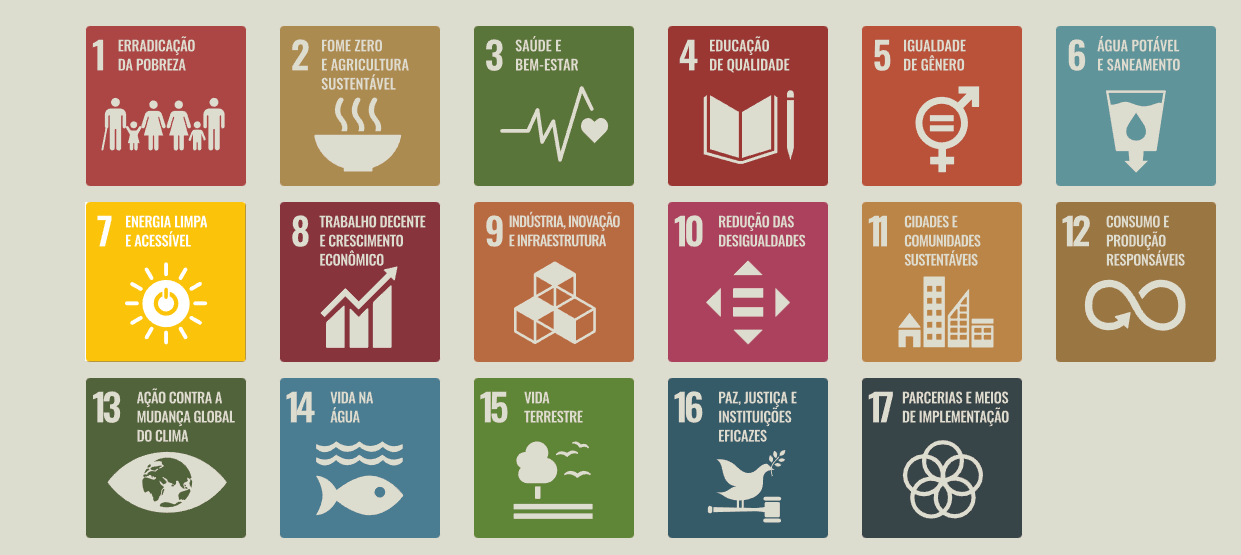 1 ERRADICAÇÃO
DA POBREZA
2 FOME ZERO
E AGRICULTURA
SUSTENTÁVEL
3 SAÚDE E
BEM-ESTAR
4 EDUCAÇÃO
DE QUALIDADE
5 IGUALDADE
DE GÊNERO
6 ÁGUA POTÁVEL
E SANEAMENTO
7 ENERGIA LIMPA
E ACESSÍVEL
8 TRABALHO DECENTE
E CRESCIMENTO
ECONÔMICO
9 INDÚSTRIA, INOVAÇÃO
E INFRAESTRUTURA
10 REDUÇÃO DAS
DESIGUALDADES
11 CIDADES E
COMUNIDADES
SUSTENTÁVEIS
12 CONSUMO E
PRODUÇÃO
RESPONSÁVEIS
13 AÇÃO CONTRA A
MUDANÇA GLOBAL
DO CLIMA
14 VIDA NA
ÁGUA
15 VIDA
TERRESTRE
16 PAZ, JUSTIÇA E
INSTITUIÇÕES
EFICAZES
17 PARCERIAS E MEIOS
DE IMPLEMENTAÇÃO